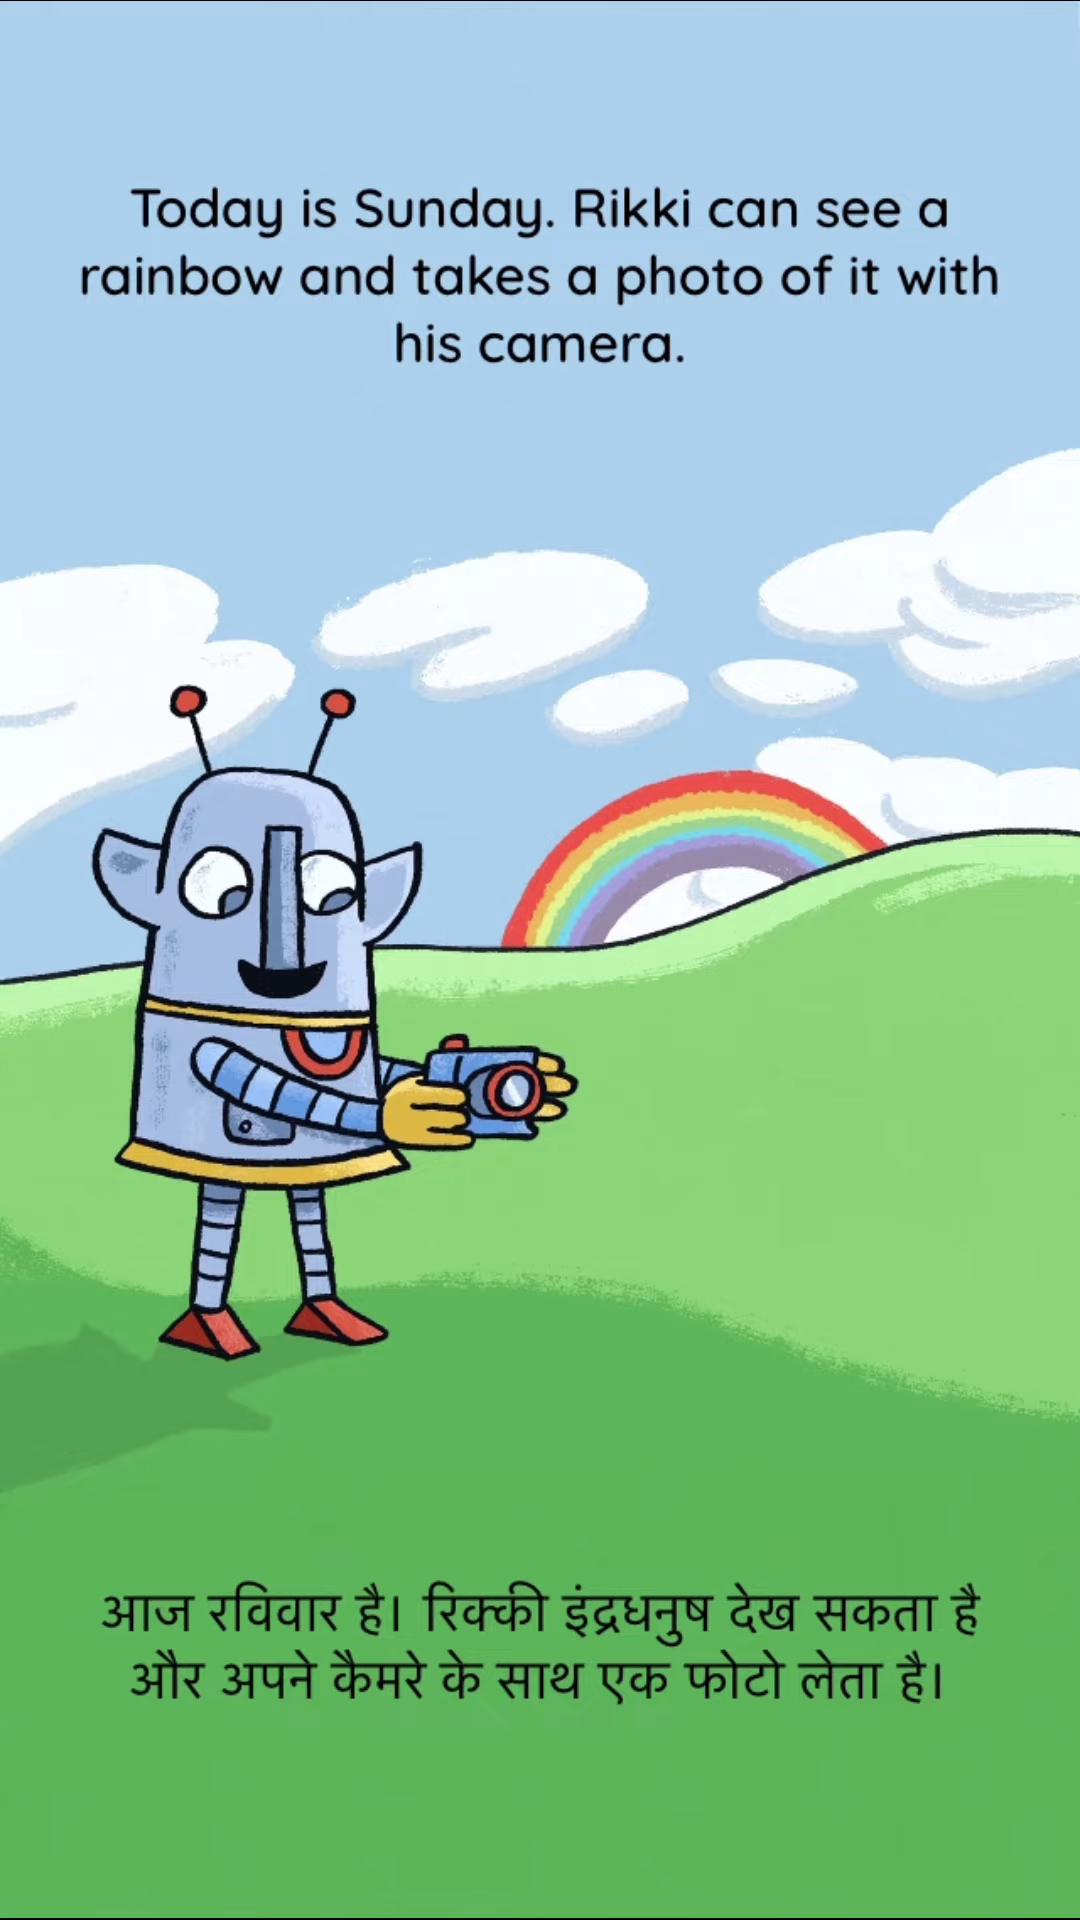 Today is Sunday. Rikki can see a
rainbow and takes a photo of it with
his camera.
आज रविवार है। रिक्की इंद्रधनुष देख सकता है
और अपने कैमरे के साथ एक फोटो लेता है।